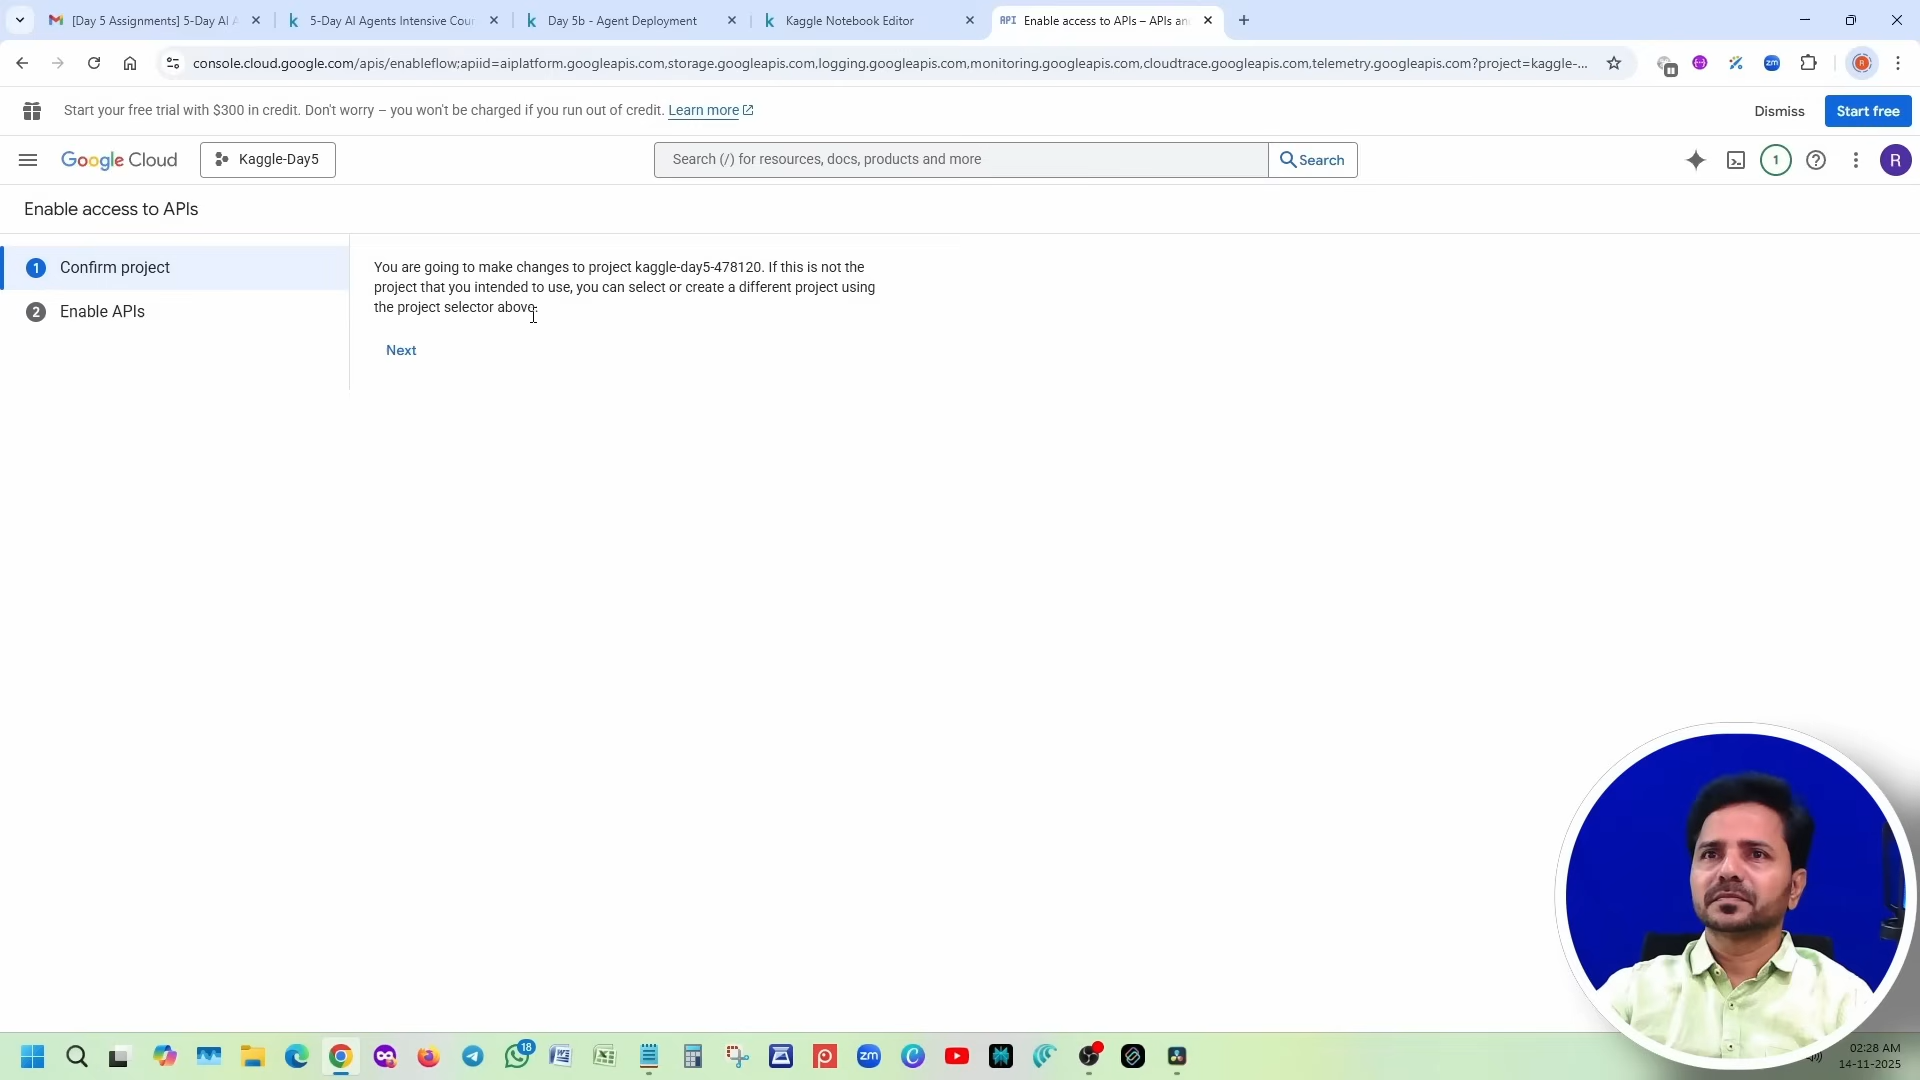 [Day 5 Assignments] 5-Day AI A
5-Day AI Agents Intensive Cour
Day 5b - Agent Deployment
Kaggle Notebook Editor
API Enable access to APIs – APIs an
console.cloud.google.com/apis/enableflow;apiid=aiplatform.googleapis.com,storage.googleapis.com,logging.googleapis.com,monitoring.googleapis.com,cloudtrace.googleapis.com,telemetry.googleapis.com?project=kaggle-...
Start your free trial with $300 in credit. Don't worry – you won't be charged if you run out of credit. Learn more
Dismiss
Start free
Google Cloud
Kaggle-Day5
Search (/) for resources, docs, products and more
Search
1
R
Enable access to APIs
1 Confirm project
2 Enable APIs
You are going to make changes to project kaggle-day5-478120. If this is not the
project that you intended to use, you can select or create a different project using
the project selector above.
Next
18
zm
02:28 AM
14-11-2025